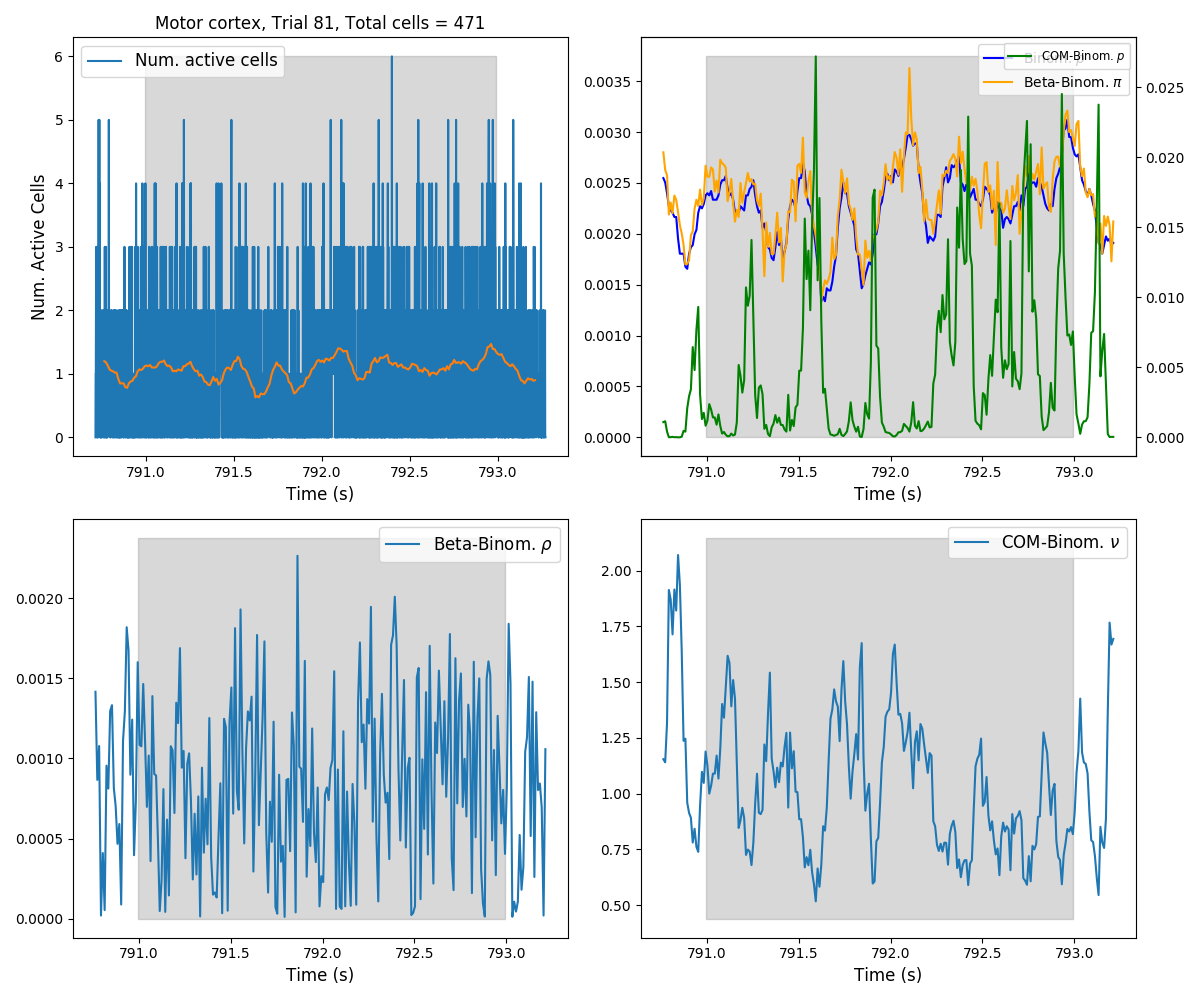 Motor cortex, Trial 81, Total cells = 471
Num. active cells
Num. Active Cells
6
5
4
3
2
1
0
791.0 791.5 792.0 792.5 793.0
Time (s)
COM-Binom. p
Binom. p
Beta-Binom. π
0.0035
0.0030
0.0025
0.0020
0.0015
0.0010
0.0005
0.0000
0.025
0.020
0.015
0.010
0.005
0.000
791.0 791.5 792.0 792.5 793.0
Time (s)
Beta-Binom. ρ
0.0020
0.0015
0.0010
0.0005
0.0000
791.0 791.5 792.0 792.5 793.0
Time (s)
COM-Binom. ν
2.00
1.75
1.50
1.25
1.00
0.75
0.50
791.0 791.5 792.0 792.5 793.0
Time (s)